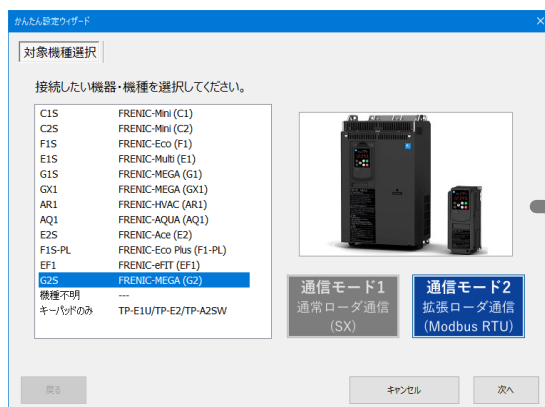 かんたん設定ウィザード
対象機種選択
接続したい機器・機種を選択してください。
C1S FRENIC-Mini (C1)
C2S FRENIC-Mini (C2)
F1S FRENIC-Eco (F1)
E1S FRENIC-Multi (E1)
G1S FRENIC-MEGA (G1)
GX1 FRENIC-MEGA (GX1)
AR1 FRENIC-HVAC (AR1)
AQ1 FRENIC-AQUA (AQ1)
E2S FRENIC-Ace (E2)
F1S-PL FRENIC-Eco Plus (F1-PL)
EF1 FRENIC-eFIT (EF1)
G2S FRENIC-MEGA (G2)
機種不明 ---
キーパッドのみ TP-E1U/TP-E2/TP-A2SW
通信モード1
通常ローダ通信
(SX)
通信モード2
拡張ローダ通信
(Modbus RTU)
戻る
キャンセル
次へ